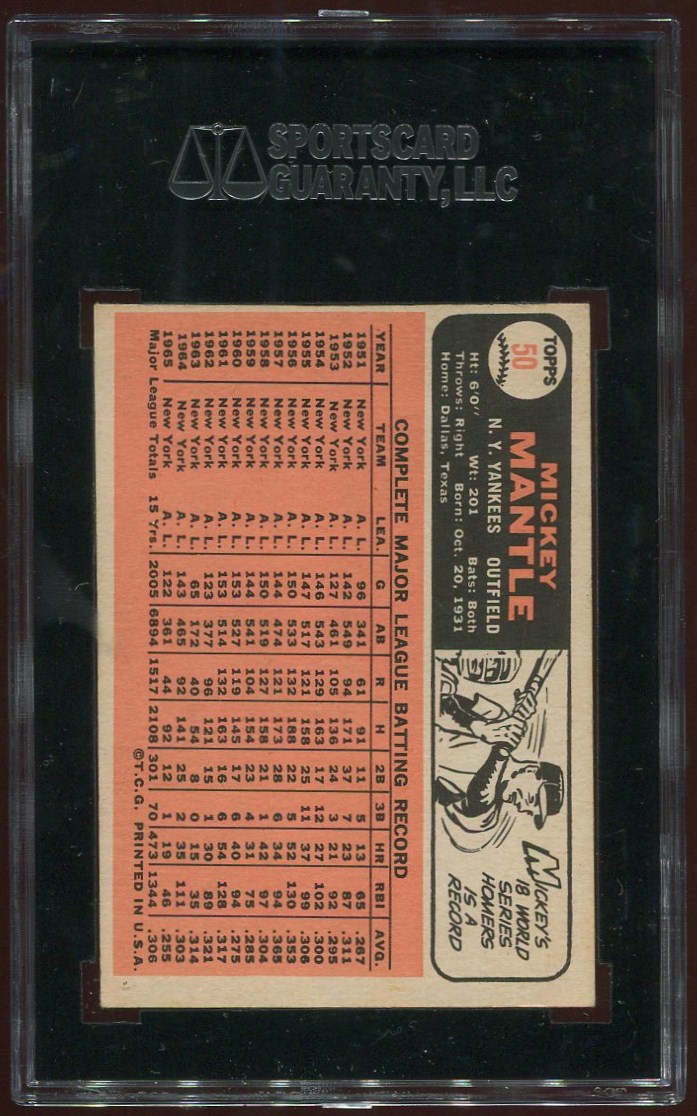 SPORTSCARD
GUARANTY, LLC
TOPPS
50
MICKEY
MANTLE
N. Y. YANKEES OUTFIELD
Ht: 6'0" Wt: 201 Bats: Both
Throws: Right Born: Oct. 20, 1931
Home: Dallas, Texas
MICKEY'S
18 WORLD
SERIES
HOMERS
IS A
RECORD
COMPLETE MAJOR LEAGUE BATTING RECORD
YEAR TEAM LEA. G AB R H 2B 3B HR RBI AVG.
1951 New York A. L. 96 341 61 91 11 5 13 65 .267
1952 New York A. L. 142 549 94 171 37 7 23 87 .311
1953 New York A. L. 127 461 105 136 24 3 21 92 .295
1954 New York A. L. 146 543 129 163 17 12 27 102 .300
1955 New York A. L. 147 517 121 158 25 11 37 99 .306
1956 New York A. L. 150 533 132 188 22 5 52 130 .353
1957 New York A. L. 144 474 121 173 28 6 34 94 .365
1958 New York A. L. 150 519 127 158 21 1 42 97 .304
1959 New York A. L. 144 541 104 154 23 4 31 75 .285
1960 New York A. L. 153 527 119 145 17 6 40 94 .275
1961 New York A. L. 153 514 132 163 16 6 54 128 .317
1962 New York A. L. 123 377 96 121 15 1 30 89 .321
1963 New York A. L. 65 172 40 54 8 0 15 35 .314
1964 New York A. L. 143 465 92 141 25 2 35 111 .303
1965 New York A. L. 122 361 44 92 12 1 19 46 .255
Major League Totals 15 Yrs. 2005 6894 1517 2108 301 70 473 1344 .306
©T.C.G. PRINTED IN U.S.A.